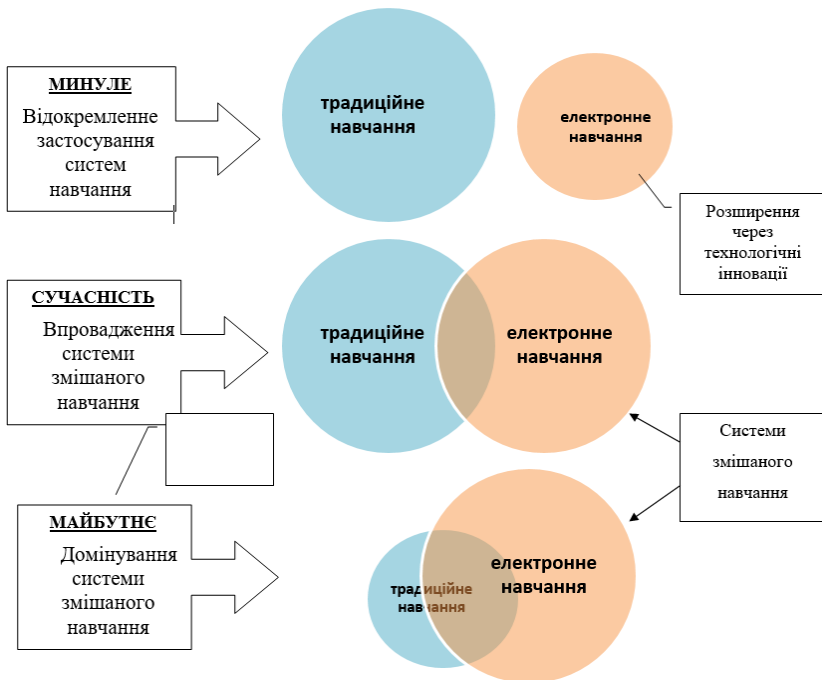 МИНУЛЕ
Відокремленне
застосування
систем
навчання
традиційне
навчання
електронне
навчання
Розширення
через
технологічні
інновації
СУЧАСНІСТЬ
Впровадження
системи
змішаного
навчання
традиційне
навчання
електронне
навчання
Системи
змішаного
навчання
МАЙБУТНЄ
Домінування
системи
змішаного
навчання
традиційне
навчання
електронне
навчання